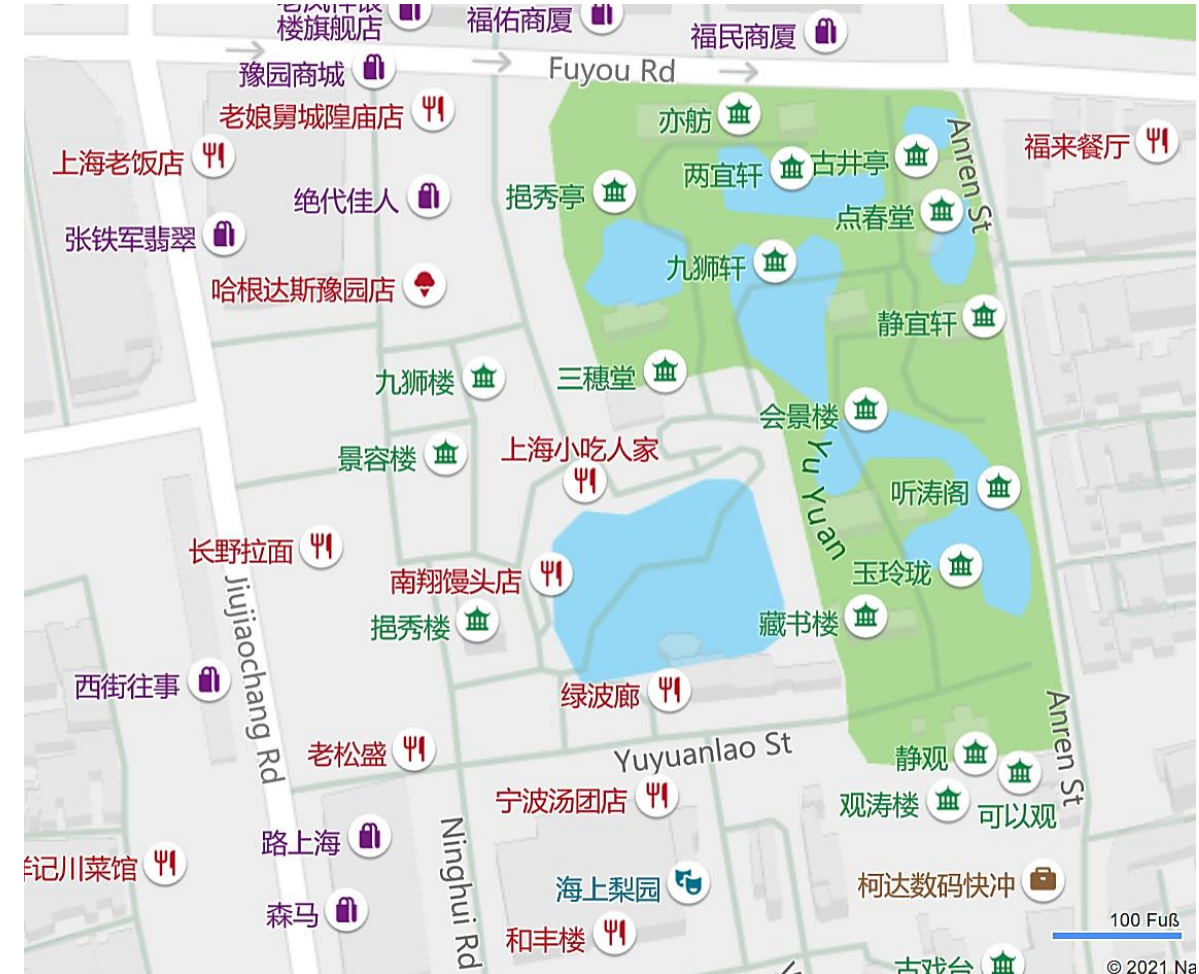 楼旗舰店
福佑商厦
福民商厦
豫园商城
Fuyou Rd
老娘舅城隍庙店
亦舫
上海老饭店
福来餐厅
两宜轩
古井亭
Anren St
绝代佳人
挹秀亭
点春堂
张铁军翡翠
九狮轩
哈根达斯豫园店
静宜轩
九狮楼
三穗堂
会景楼
景容楼
上海小吃人家
Yu Yuan
听涛阁
长野拉面
南翔馒头店
玉玲珑
Jiujiaochang Rd
挹秀楼
藏书楼
西街往事
绿波廊
老松盛
Yuyuanlao St
静观
Anren St
宁波汤团店
观涛楼
可以观
路上海
Ninghui Rd
记川菜馆
海上梨园
柯达数码快冲
森马
和丰楼
100 Fuß
古戏台
© 2021 Na